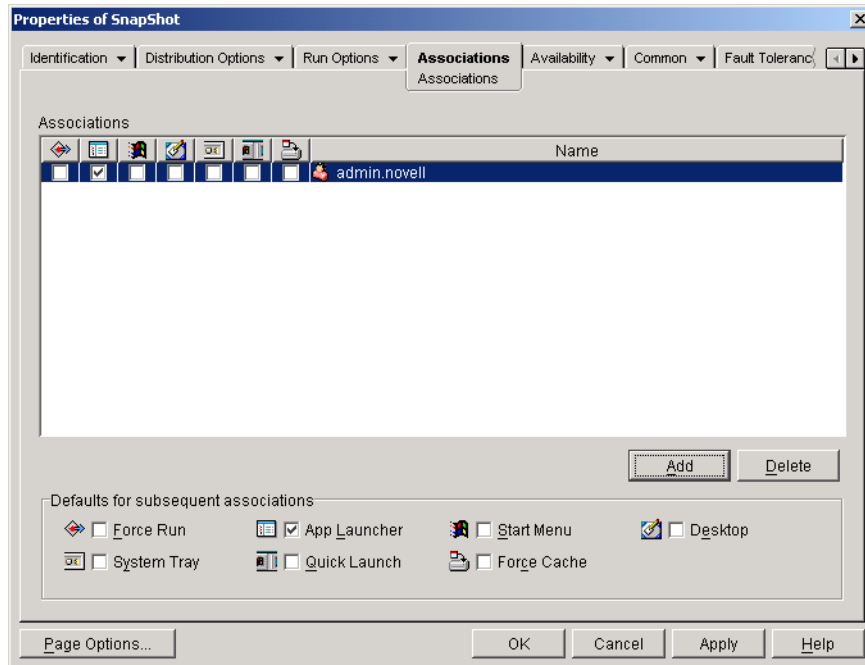 Properties of SnapShot
Identification Distribution Options Run Options Associations Availability Common Fault Toleranc
Associations
Associations
Name
admin.novell
Add Delete
Defaults for subsequent associations
Force Run App Launcher Start Menu Desktop
System Tray Quick Launch Force Cache
Page Options... OK Cancel Apply Help